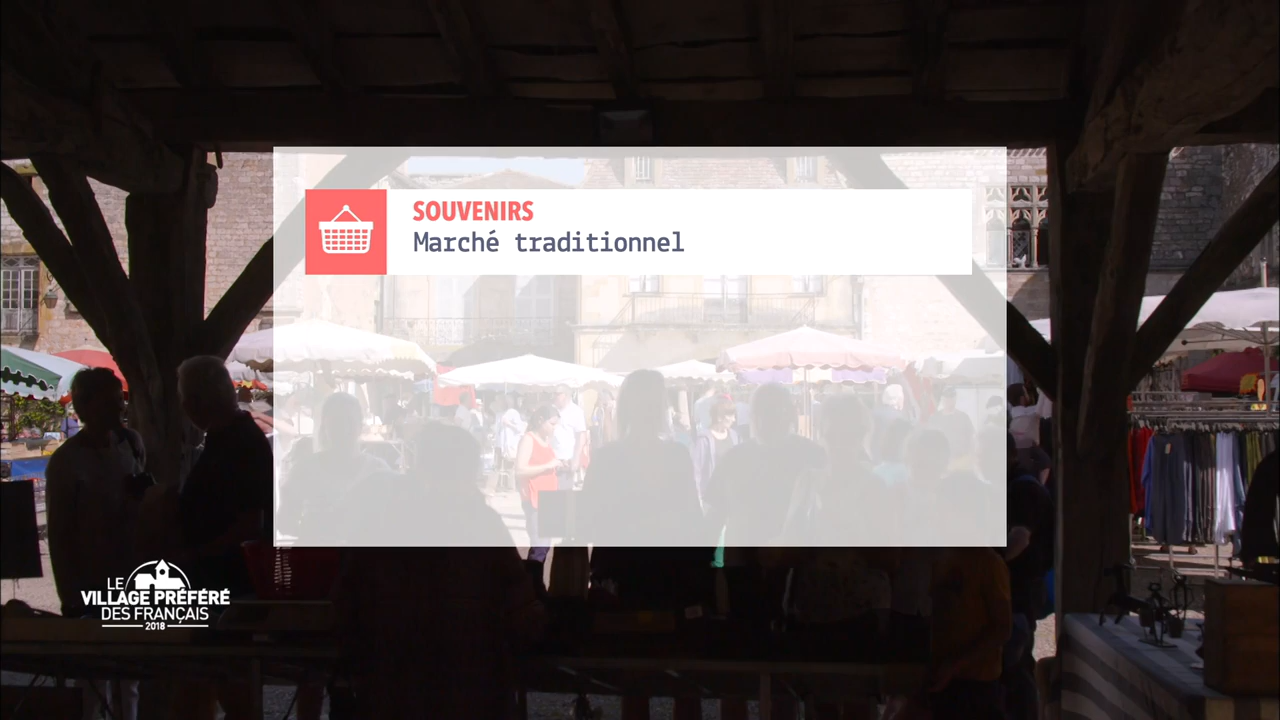 SOUVENIRS
Marché traditionnel
LE
VILLAGE PRÉFÉRÉ
DES FRANÇAIS
2018